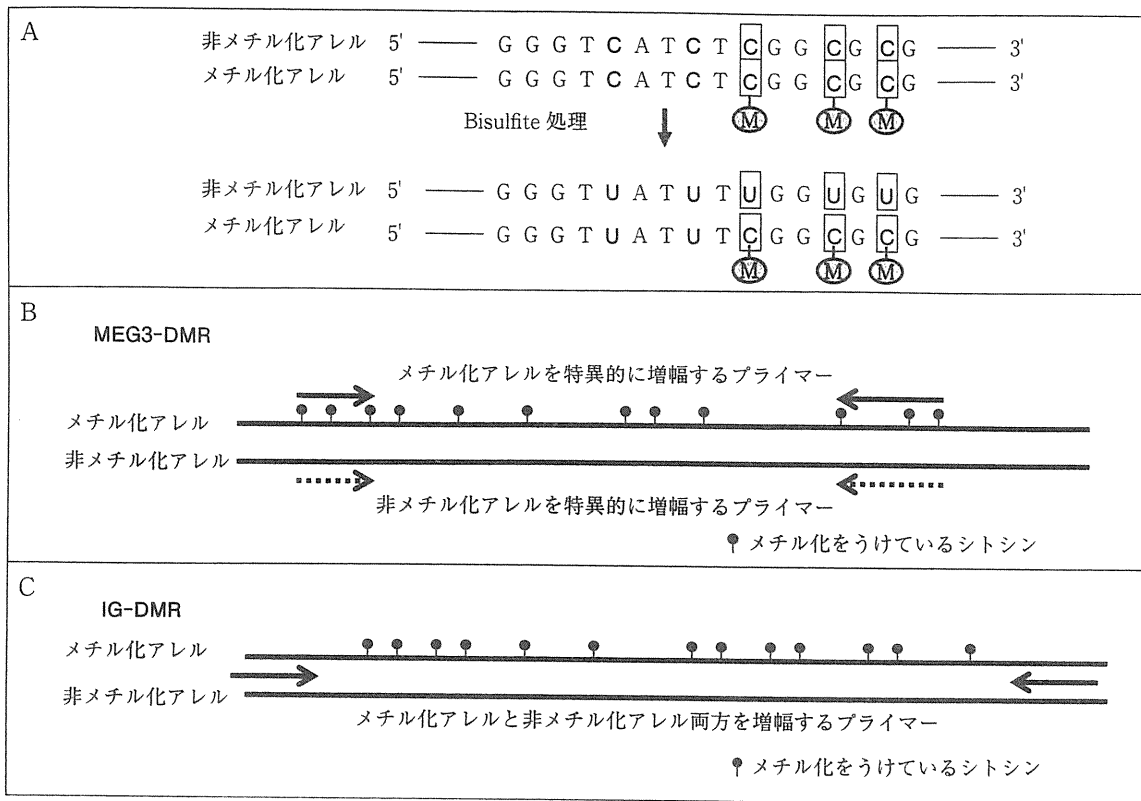 A
非メチル化アレル 5' G G G T C A T C T C G G C G C G 3'
メチル化アレル 5' G G G T C A T C T C G G C G C G 3'
M M M
Bisulfite 処理
非メチル化アレル 5' G G G T U A T U T U G G U G U G 3'
メチル化アレル 5' G G G T U A T U T C G G C G C G 3'
M M M
B
MEG3-DMR
メチル化アレルを特異的に増幅するプライマー
メチル化アレル
非メチル化アレル
非メチル化アレルを特異的に増幅するプライマー
メチル化をうけているシトシン
C
IG-DMR
メチル化アレル
非メチル化アレル
メチル化アレルと非メチル化アレル両方を増幅するプライマー
メチル化をうけているシトシン